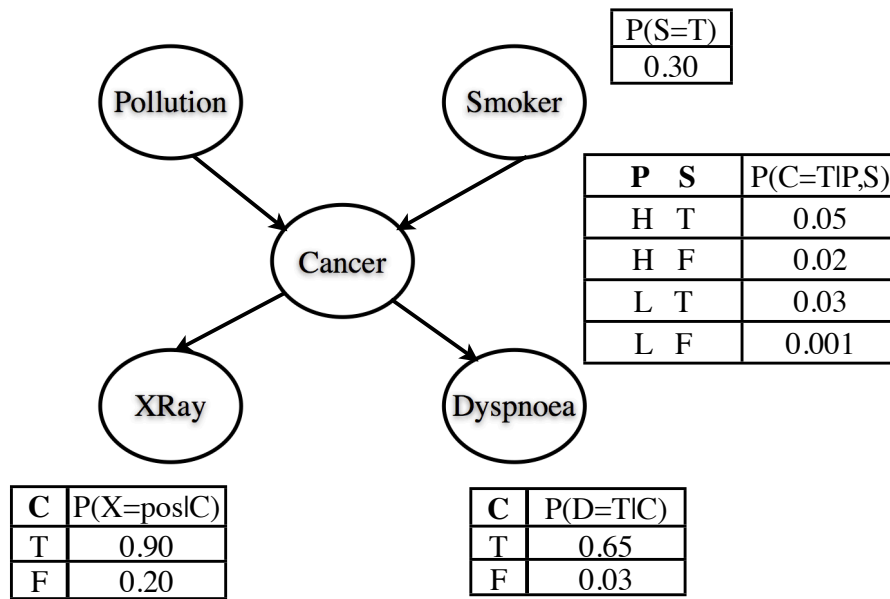 P(S=T)
0.30
Pollution
Smoker
P S P(C=T|P,S)
H T 0.05
H F 0.02
L T 0.03
L F 0.001
Cancer
XRay
Dyspnoea
C P(X=pos|C)
T 0.90
F 0.20
C P(D=T|C)
T 0.65
F 0.03